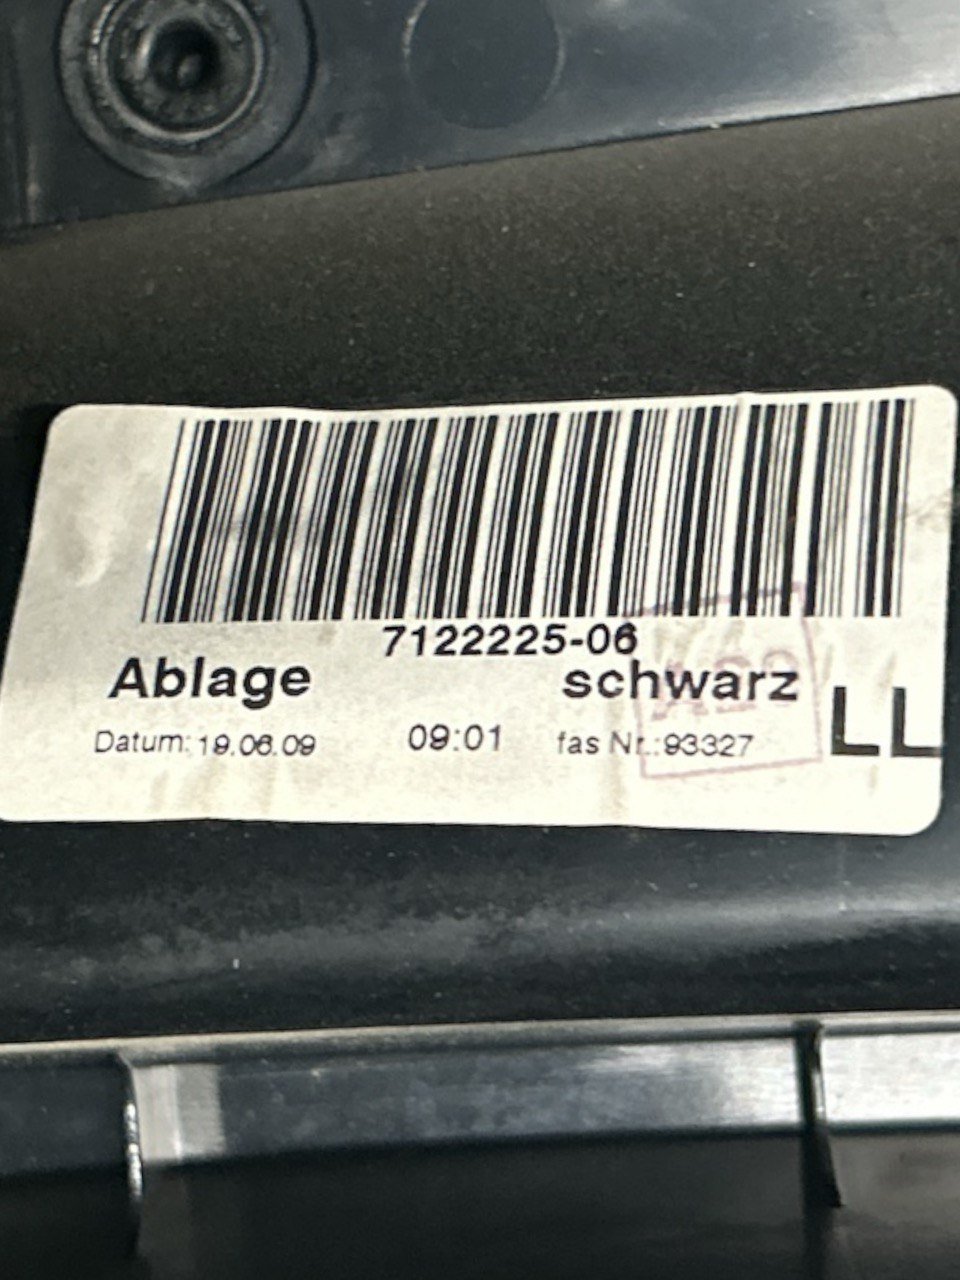 7122225-06
Ablage schwarz
Datum: 19.06.09 09:01 fas Nr.: 93327 LL